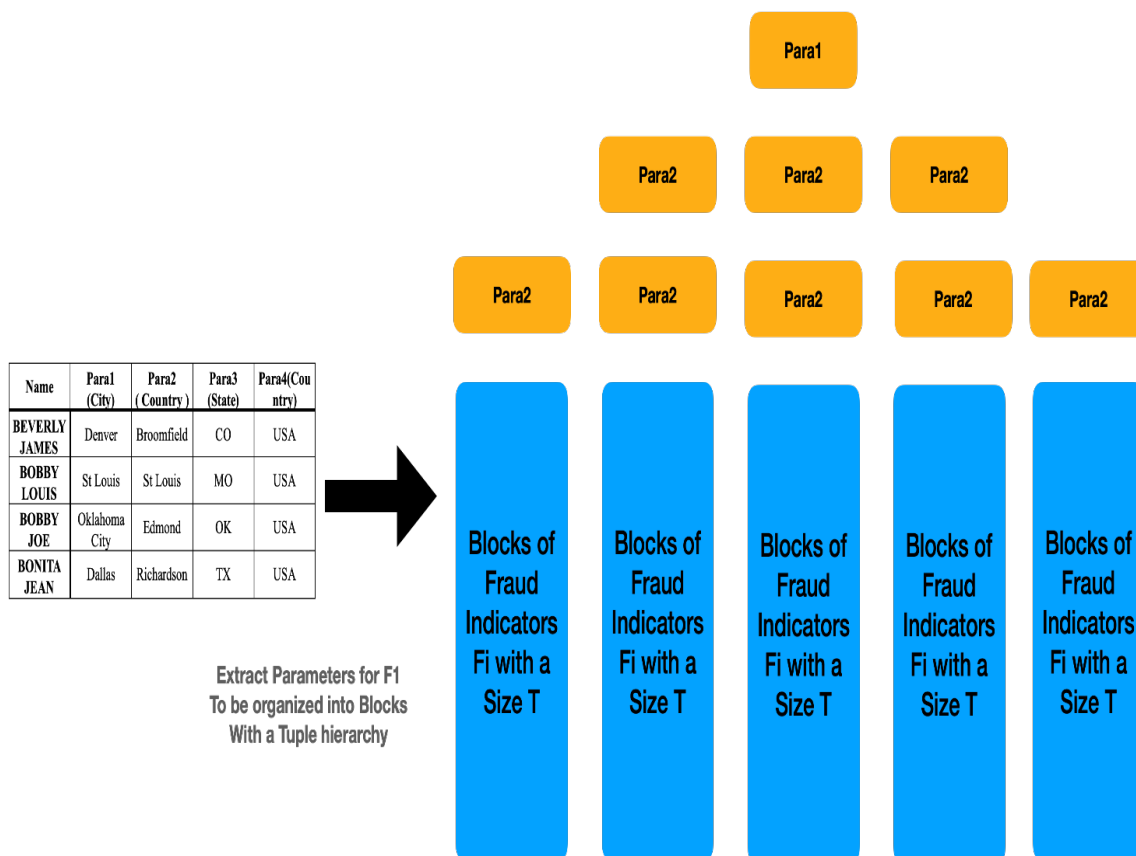 Para1
Para2 Para2 Para2
Para2 Para2 Para2 Para2 Para2
Name Para1 (City) Para2 ( Country ) Para3 (State) Para4(Cou ntry)
BEVERLY JAMES Denver Broomfield CO USA
BOBBY LOUIS St Louis St Louis MO USA
BOBBY JOE Oklahoma City Edmond OK USA
BONITA JEAN Dallas Richardson TX USA
Extract Parameters for F1
To be organized into Blocks
With a Tuple hierarchy
Blocks of
Fraud
Indicators
Fi with a
Size T
Blocks of
Fraud
Indicators
Fi with a
Size T
Blocks of
Fraud
Indicators
Fi with a
Size T
Blocks of
Fraud
Indicators
Fi with a
Size T
Blocks of
Fraud
Indicators
Fi with a
Size T